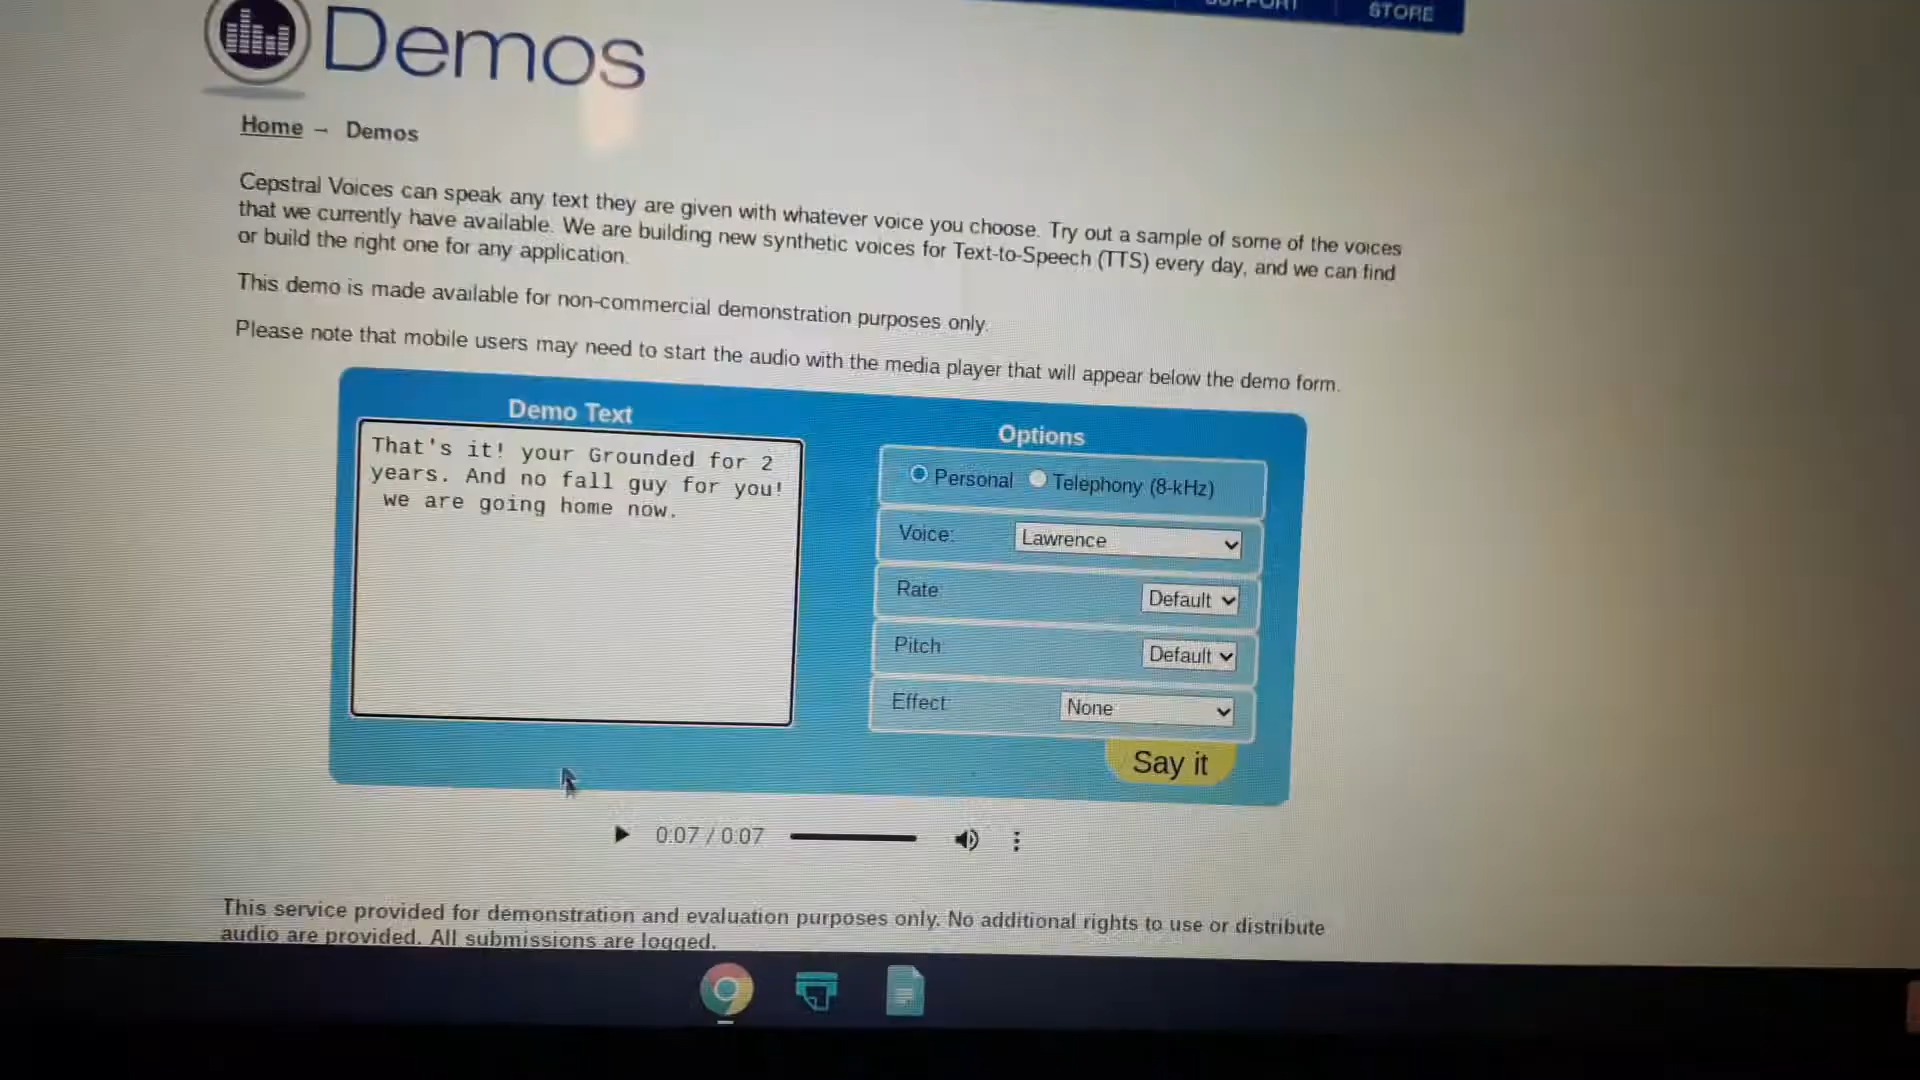 SUPPORT STORE
Demos
Home → Demos
Cepstral Voices can speak any text they are given with whatever voice you choose. Try out a sample of some of the voices
that we currently have available. We are building new synthetic voices for Text-to-Speech (TTS) every day, and we can find
or build the right one for any application.
This demo is made available for non-commercial demonstration purposes only.
Please note that mobile users may need to start the audio with the media player that will appear below the demo form.
Demo Text
That's it! your Grounded for 2
years. And no fall guy for you!
we are going home now.
Options
Personal Telephony (8-kHz)
Voice: Lawrence
Rate: Default
Pitch: Default
Effect: None
Say it
0:07 / 0:07
This service provided for demonstration and evaluation purposes only. No additional rights to use or distribute
audio are provided. All submissions are logged.